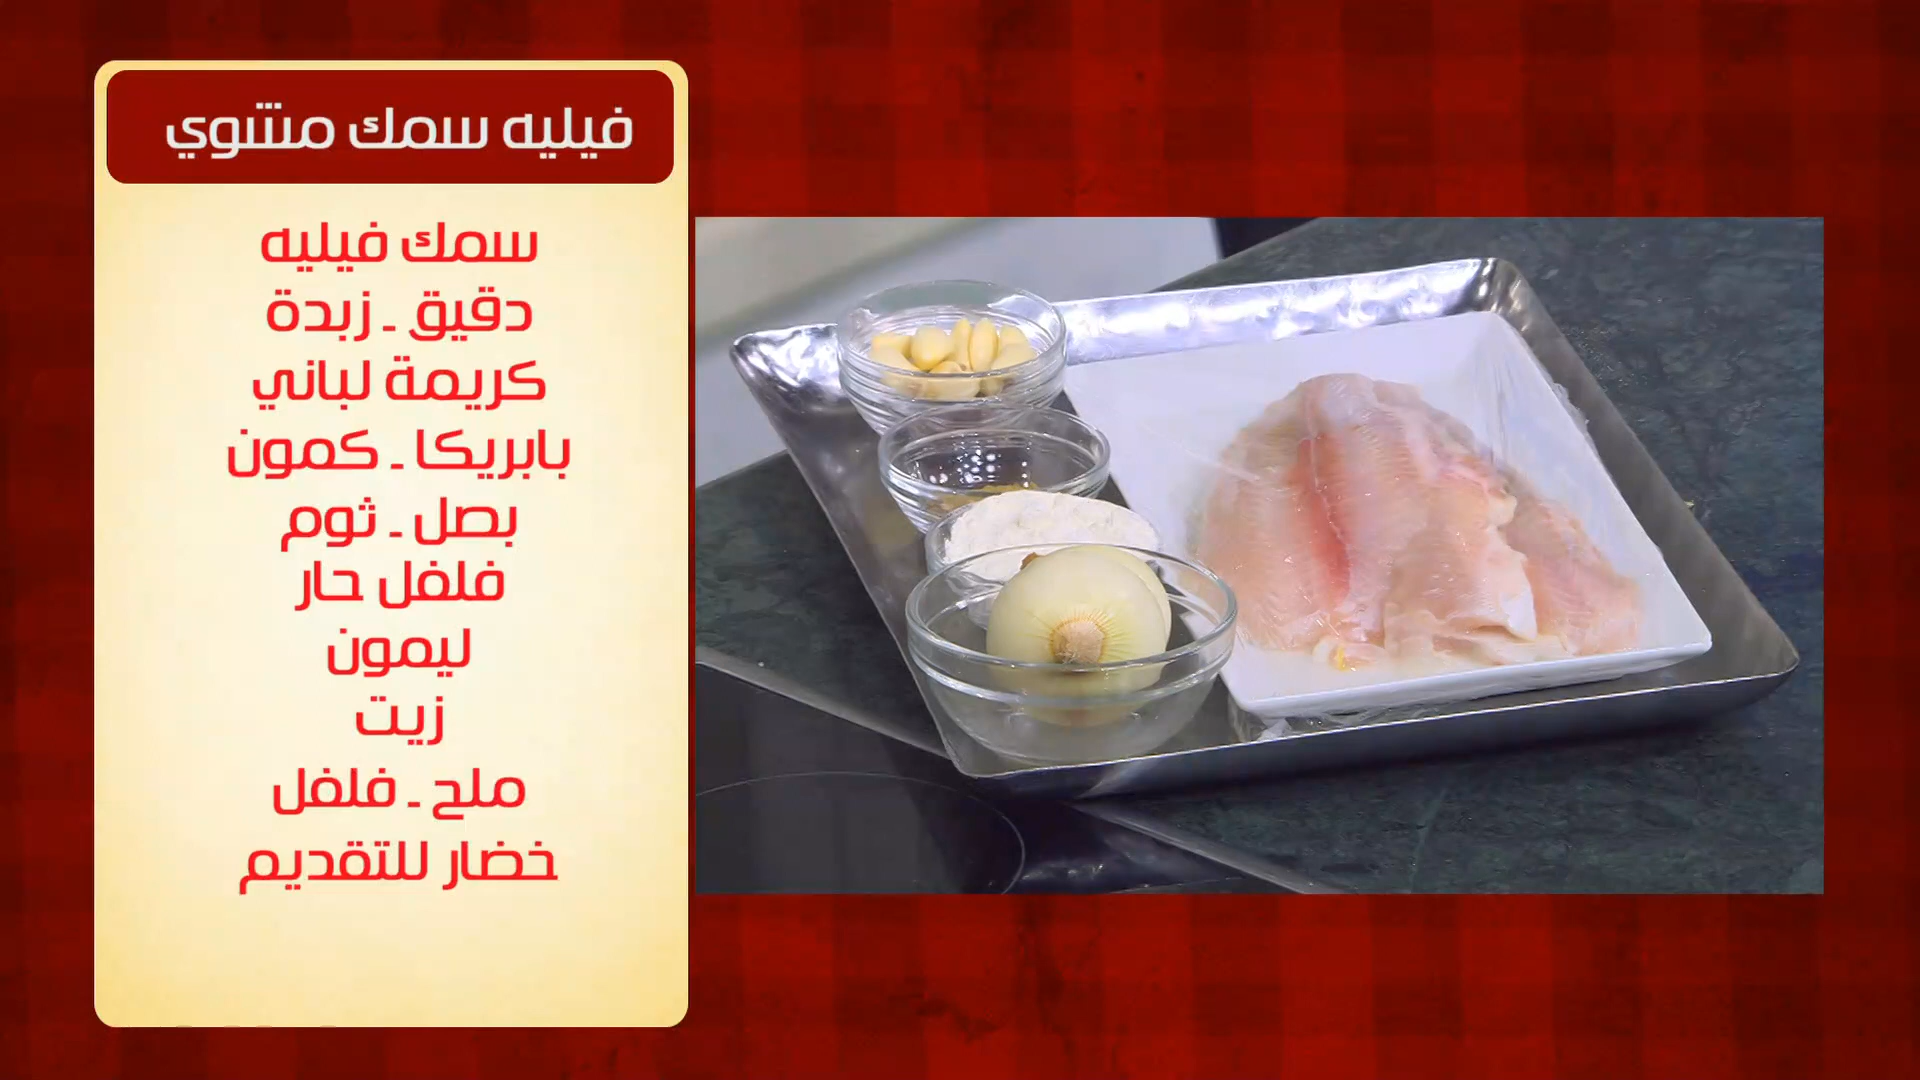 فيليه سمك مشوي
سمك فيليه
دقيق - زبدة
كريمة لباني
بابريكا - كمون
بصل - ثوم
فلفل حار
ليمون
زيت
ملح - فلفل
خضار للتقديم